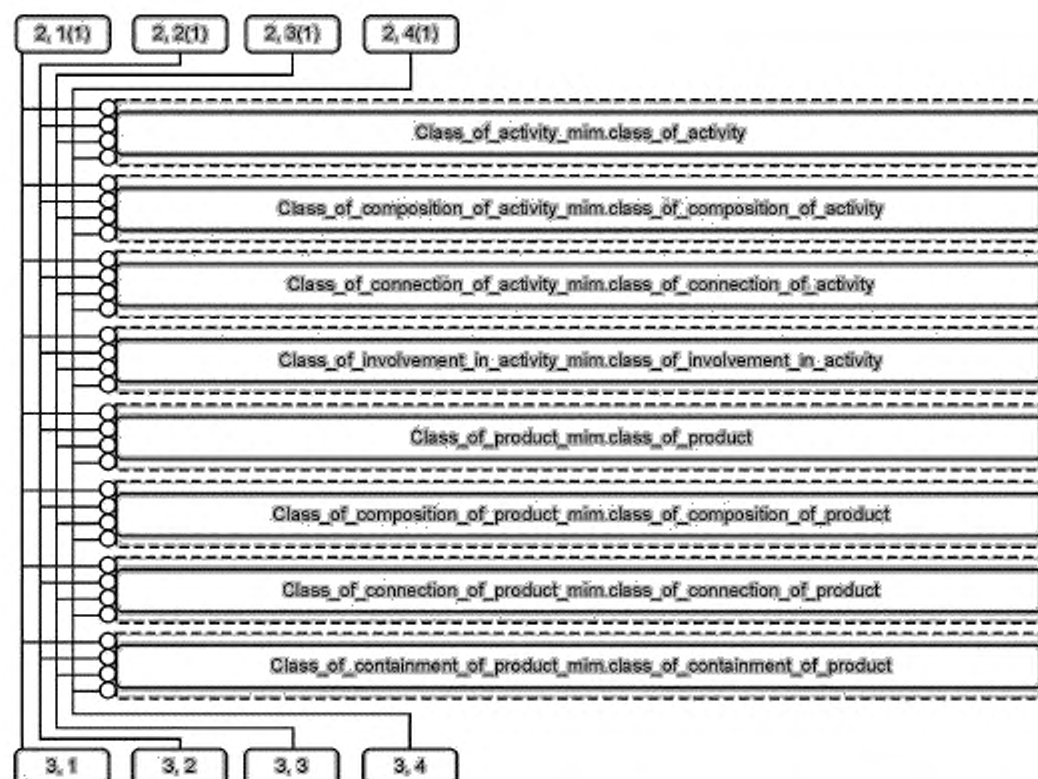 2, 1(1) 2, 2(1) 2, 3(1) 2, 4(1)
Class_of_activity_mim.class_of_activity
Class_of_composition_of_activity_mim.class_of_composition_of_activity
Class_of_connection_of_activity_mim.class_of_connection_of_activity
Class_of_involvement_in_activity_mim.class_of_involvement_in_activity
Class_of_product_mim.class_of_product
Class_of_composition_of_product_mim.class_of_composition_of_product
Class_of_connection_of_product_mim.class_of_connection_of_product
Class_of_containment_of_product_mim.class_of_containment_of_product
3, 1 3, 2 3, 3 3, 4